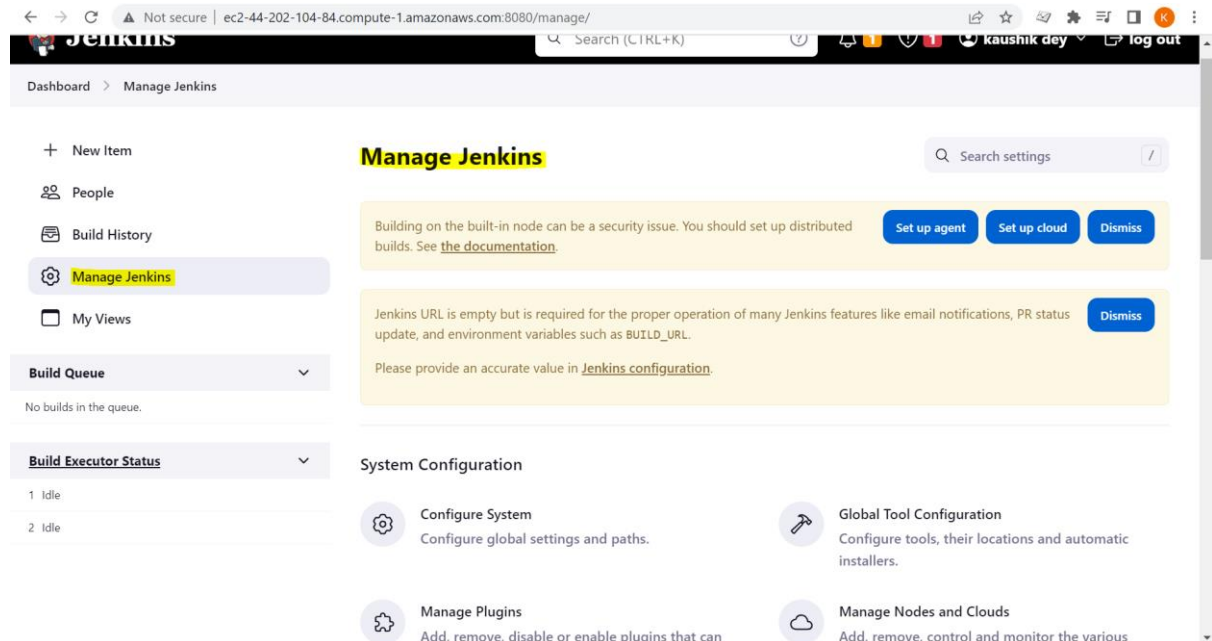 Not secure | ec2-44-202-104-84.compute-1.amazonaws.com:8080/manage/
K
Jenkins
Search (CTRL+K)
1
1
kaushik dey
log out
Dashboard > Manage Jenkins
New Item
People
Build History
Manage Jenkins
My Views
Build Queue
No builds in the queue.
Build Executor Status
1 Idle
2 Idle
Manage Jenkins
Search settings
/
Building on the built-in node can be a security issue. You should set up distributed
builds. See the documentation.
Set up agent
Set up cloud
Dismiss
Jenkins URL is empty but is required for the proper operation of many Jenkins features like email notifications, PR status
update, and environment variables such as BUILD_URL.
Please provide an accurate value in Jenkins configuration.
Dismiss
System Configuration
Configure System
Configure global settings and paths.
Global Tool Configuration
Configure tools, their locations and automatic
installers.
Manage Plugins
Add, remove, disable or enable plugins that can
Manage Nodes and Clouds
Add, remove, control and monitor the various